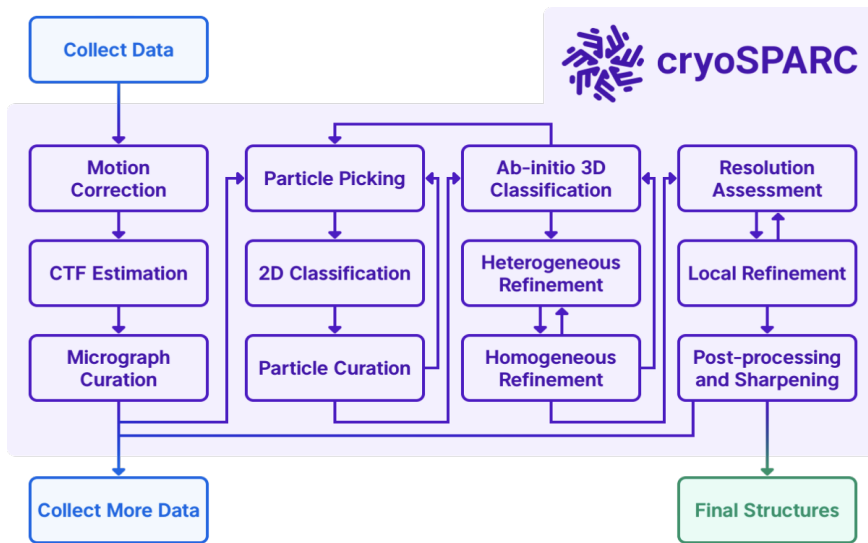 Collect Data
cryoSPARC
Motion
Correction
CTF Estimation
Micrograph
Curation
Particle Picking
2D Classification
Particle Curation
Ab-initio 3D
Classification
Heterogeneous
Refinement
Homogeneous
Refinement
Resolution
Assessment
Local Refinement
Post-processing
and Sharpening
Collect More Data
Final Structures